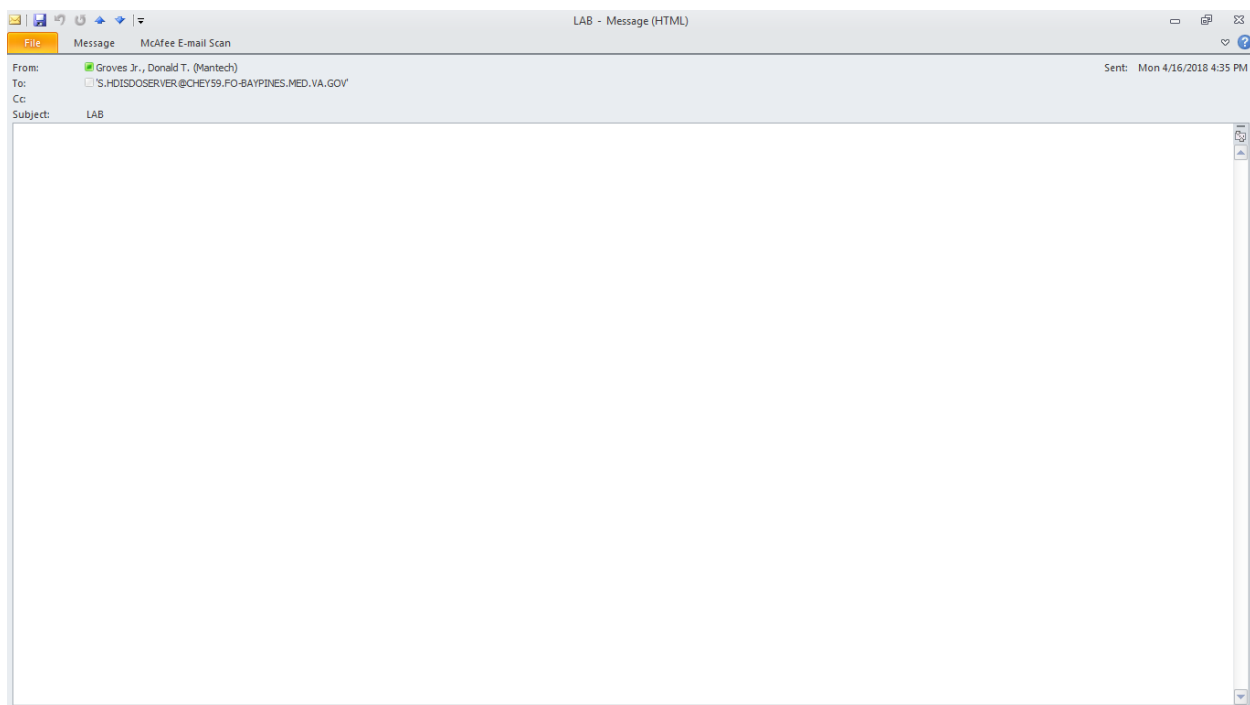 LAB - Message (HTML)
File Message McAfee E-mail Scan
From: Groves Jr., Donald T. (Mantech) Sent: Mon 4/16/2018 4:35 PM
To: 'S.HDISDOSERVER@CHEY59.FO-BAYPINES.MED.VA.GOV'
Cc:
Subject: LAB